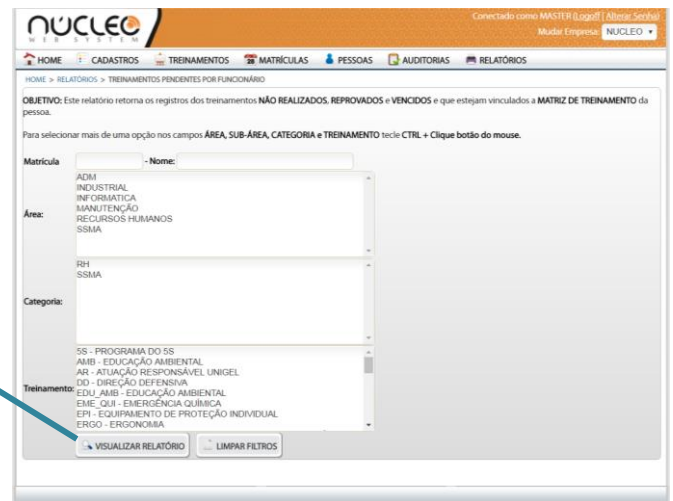 NÚCLEO
WEB SYSTEM
Conectado como MASTER (Logoff | Alterar Senha)
Mudar Empresa: NUCLEO
HOME CADASTROS TREINAMENTOS MATRÍCULAS PESSOAS AUDITORIAS RELATÓRIOS
HOME > RELATÓRIOS > TREINAMENTOS PENDENTES POR FUNCIONÁRIO
OBJETIVO: Este relatório retorna os registros dos treinamentos NÃO REALIZADOS, REPROVADOS e VENCIDOS e que estejam vinculados a MATRIZ DE TREINAMENTO da
pessoa.
Para selecionar mais de uma opção nos campos ÁREA, SUB-ÁREA, CATEGORIA e TREINAMENTO tecle CTRL + Clique botão do mouse.
Matrícula - Nome:
Área:
ADM
INDUSTRIAL
INFORMATICA
MANUTENÇÃO
RECURSOS HUMANOS
SSMA
Categoria:
RH
SSMA
Treinamento:
5S - PROGRAMA DO 5S
AMB - EDUCAÇÃO AMBIENTAL
AR - ATUAÇÃO RESPONSÁVEL UNIGEL
DD - DIREÇÃO DEFENSIVA
EDU_AMB - EDUCAÇÃO AMBIENTAL
EME_QUI - EMERGÊNCIA QUÍMICA
EPI - EQUIPAMENTO DE PROTEÇÃO INDIVIDUAL
ERGO - ERGONOMIA
VISUALIZAR RELATÓRIO LIMPAR FILTROS